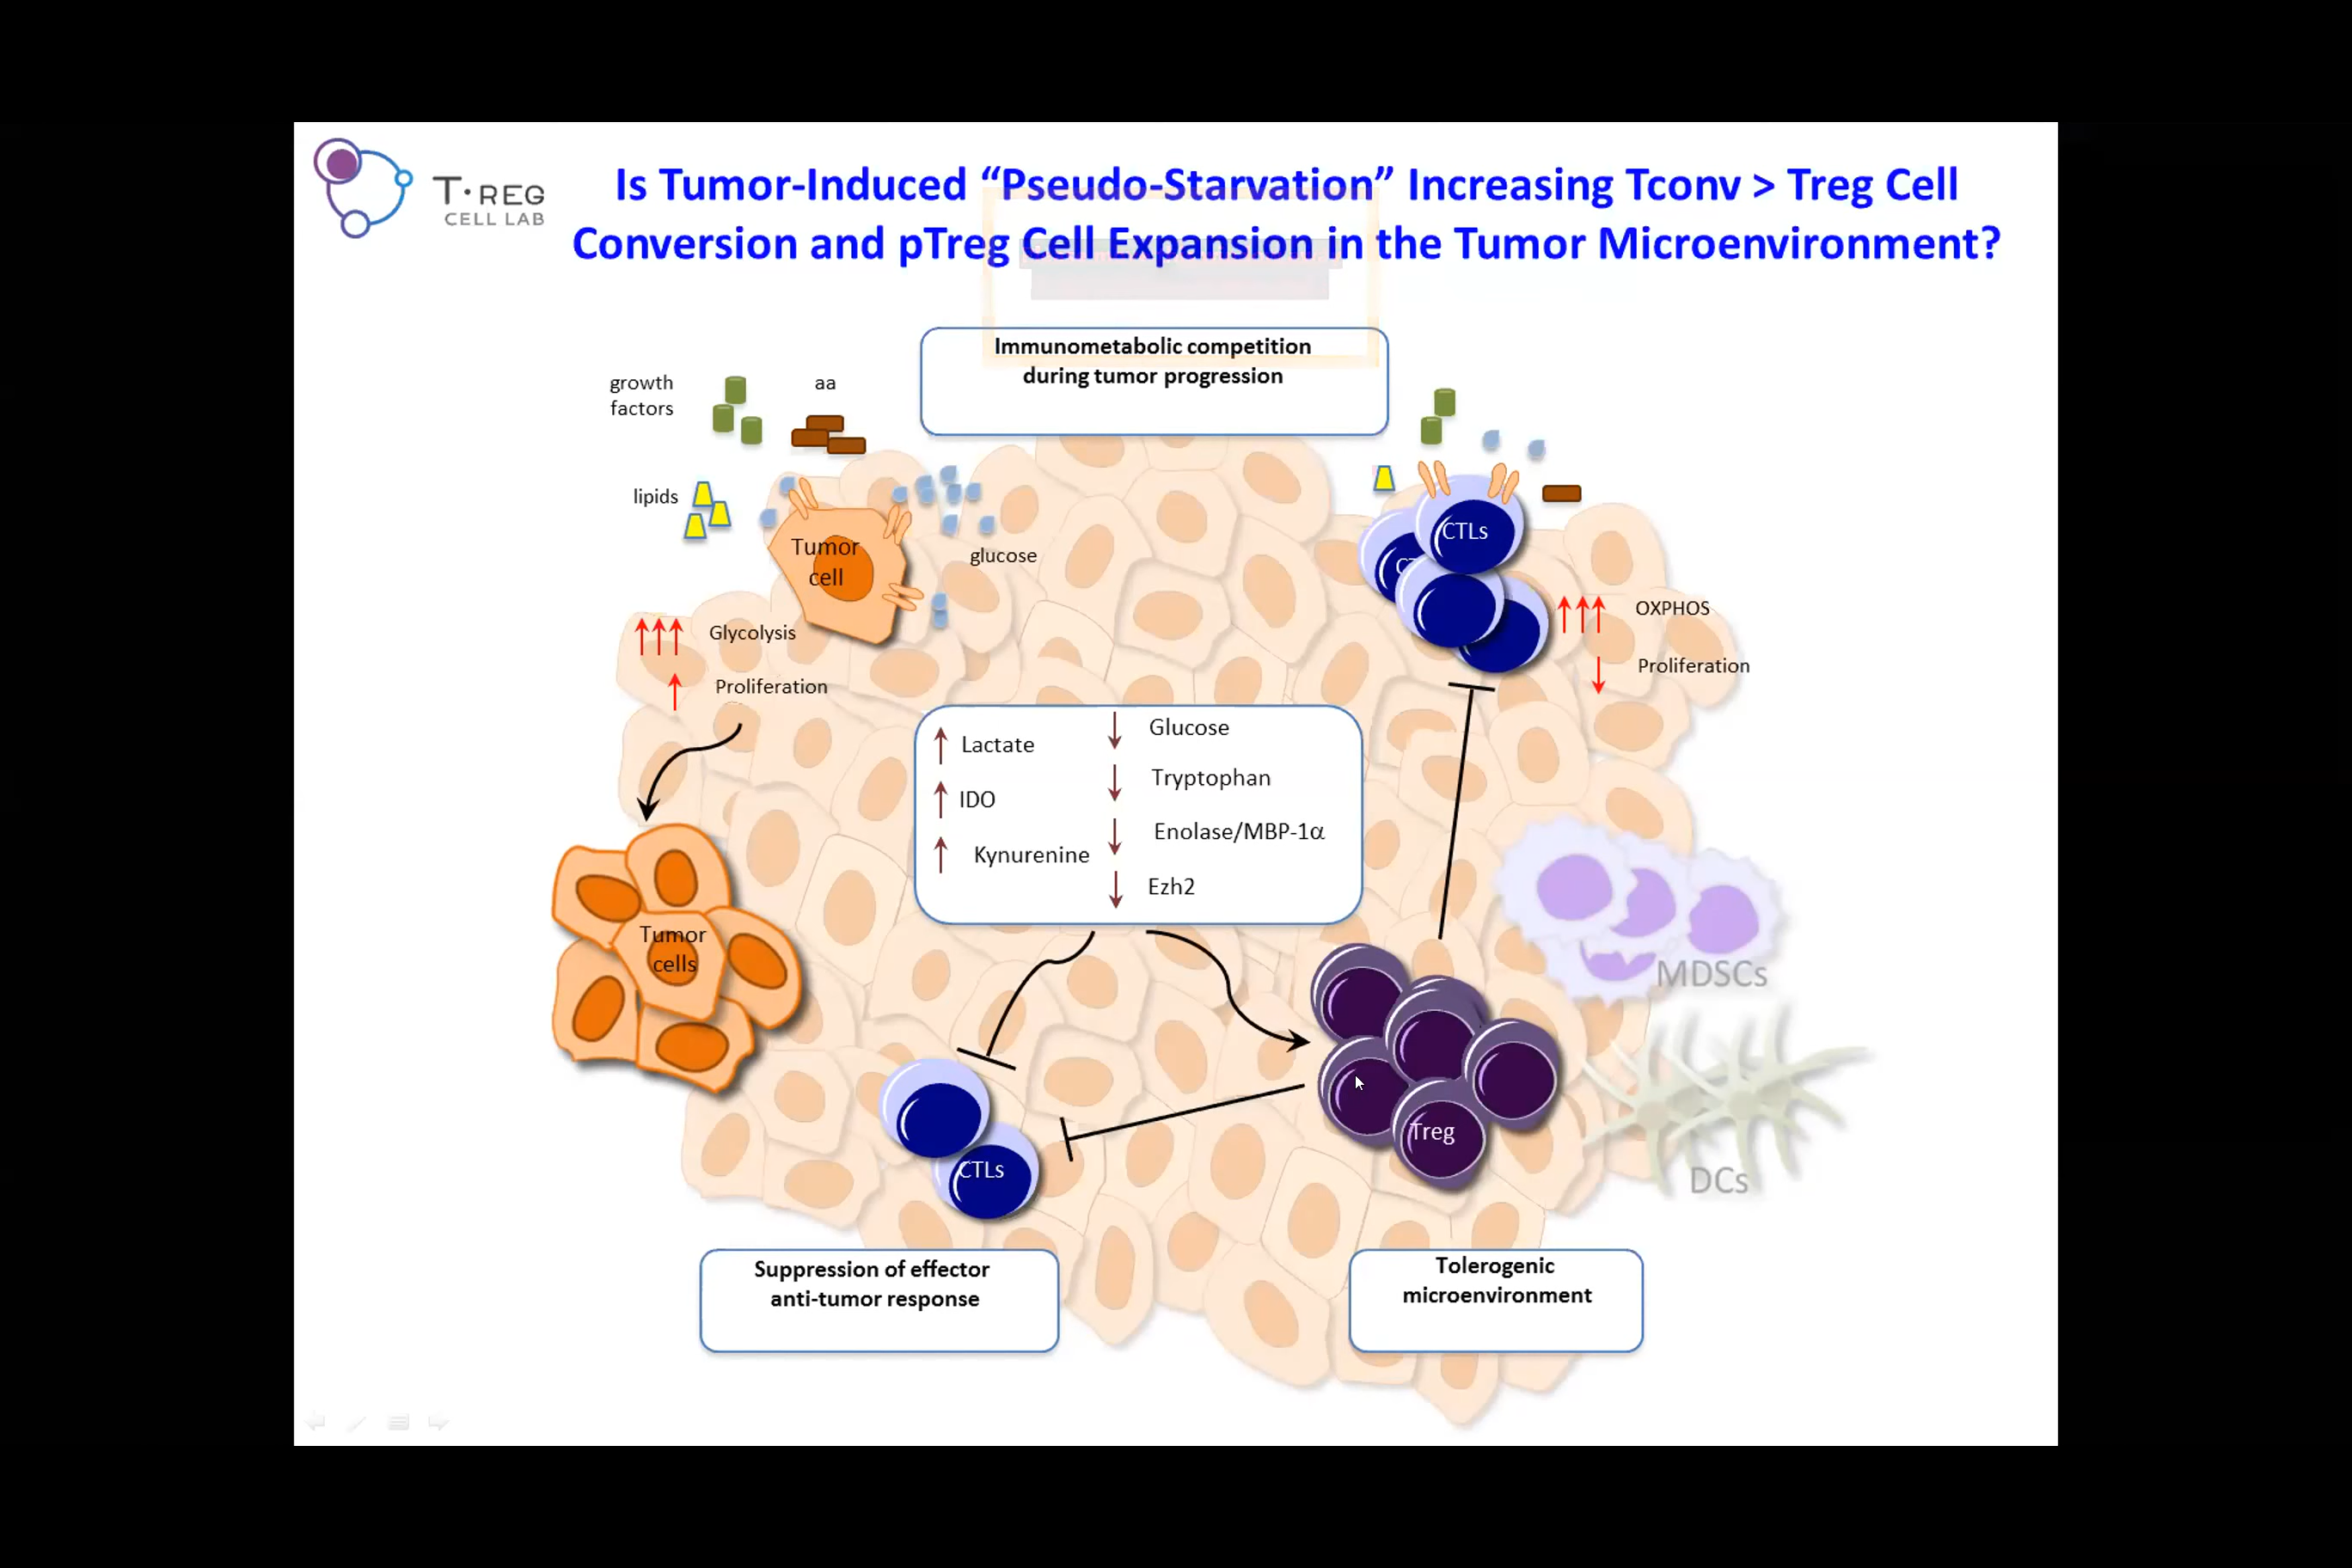 T·REG
CELL LAB
Is Tumor-Induced “Pseudo-Starvation” Increasing Tconv > Treg Cell
Conversion and pTreg Cell Expansion in the Tumor Microenvironment?
Immunometabolic competition
during tumor progression
growth
factors
aa
lipids
glucose
Tumor
cell
CTLs
Glycolysis
Proliferation
OXPHOS
Proliferation
Lactate
IDO
Kynurenine
Glucose
Tryptophan
Enolase/MBP-1α
Ezh2
Tumor
cells
MDSCs
Treg
DCs
CTLs
Suppression of effector
anti-tumor response
Tolerogenic
microenvironment